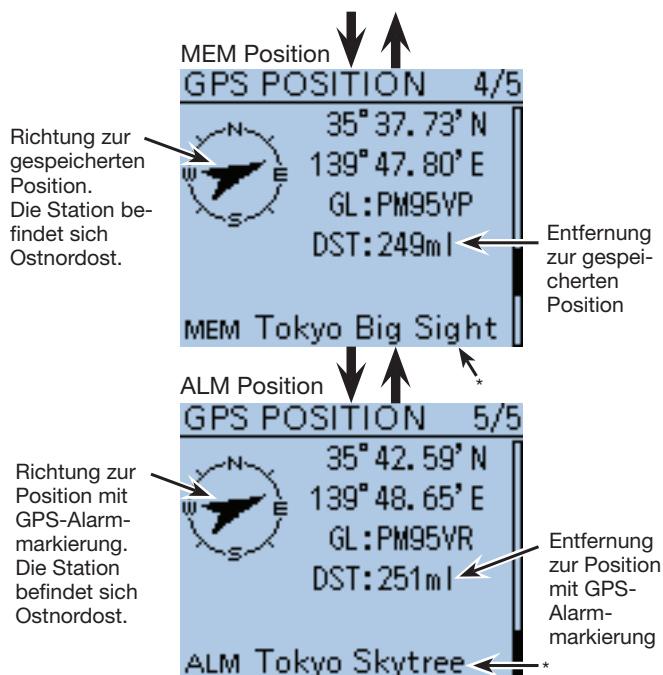 MEM Position
GPS POSITION 4/5
Richtung zur
gespeicherten
Position.
Die Station be-
findet sich
Ostnordost.
N
W
E
S
35°37.73'N
139°47.80'E
GL:PM95VP
DST:249ml
Entfernung
zur gespei-
cherten
Position
MEM Tokyo Big Sight
*
ALM Position
GPS POSITION 5/5
Richtung zur
Position mit
GPS-Alarm-
markierung.
Die Station
befindet sich
Ostnordost.
N
W
E
S
35°42.59'N
139°48.65'E
GL:PM95VR
DST:251ml
Entfernung
zur Position
mit GPS-
Alarm-
markierung
ALM Tokyo Skytree
*